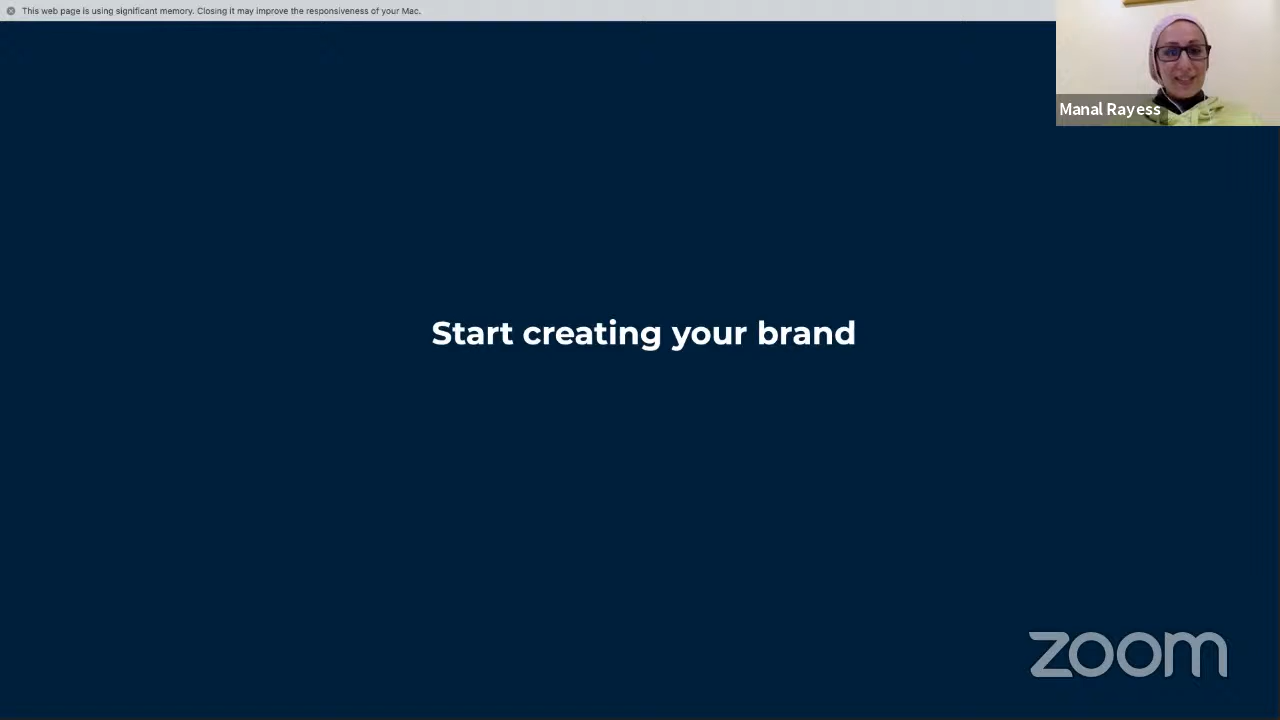 This web page is using significant memory. Closing it may improve the responsiveness of your Mac.
Manal Rayess
Start creating your brand
zoom